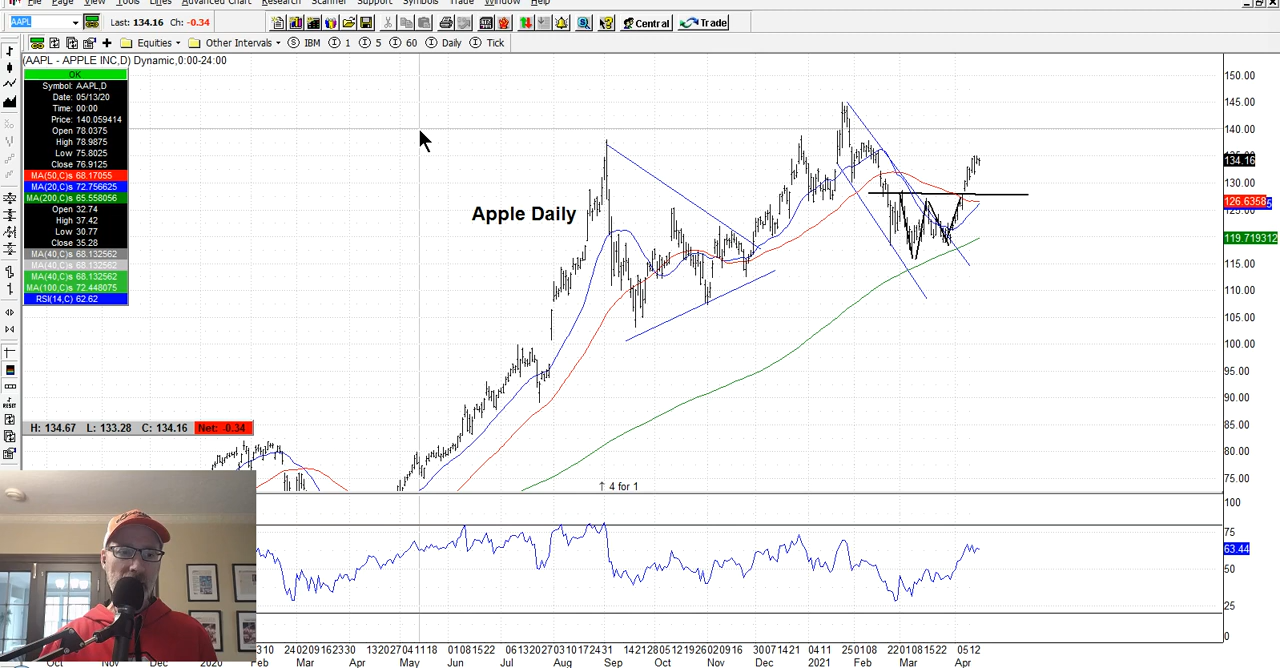 File Page View Tools Lines Advanced Chart Research Scanner Support Symbols Trade Window Help
AAPL Last: 134.16 Ch: -0.34 Central Trade
Equities Other Intervals IBM 1 5 60 Daily Tick
(AAPL - APPLE INC,D) Dynamic,0:00-24:00
OK
Symbol: AAPL,D
Date: 05/13/20
Time: 00:00
Price: 140.059414
Open 78.0375
High 78.9875
Low 75.8025
Close 76.9125
MA(50,C)s 68.17055
MA(20,C)s 72.756625
MA(200,C)s 65.558056
Open 32.74
High 37.42
Low 30.77
Close 35.28
MA(40,C)s 68.132562
MA(40,C)s 68.132562
MA(40,C)s 68.132562
MA(100,C)s 72.448075
RSI(14,C) 62.62
RESET
Apple Daily
150.00
145.00
140.00
134.16
130.00
126.6358
125.00
119.719312
115.00
110.00
105.00
100.00
95.00
90.00
85.00
80.00
75.00
H: 134.67 L: 133.28 C: 134.16 Net: -0.34
↑ 4 for 1
100
75
63.44
50
25
0
Oct Nov Dec 2020 Feb Mar Apr May Jun Jul Aug Sep Oct Nov Dec 2021 Feb Mar Apr